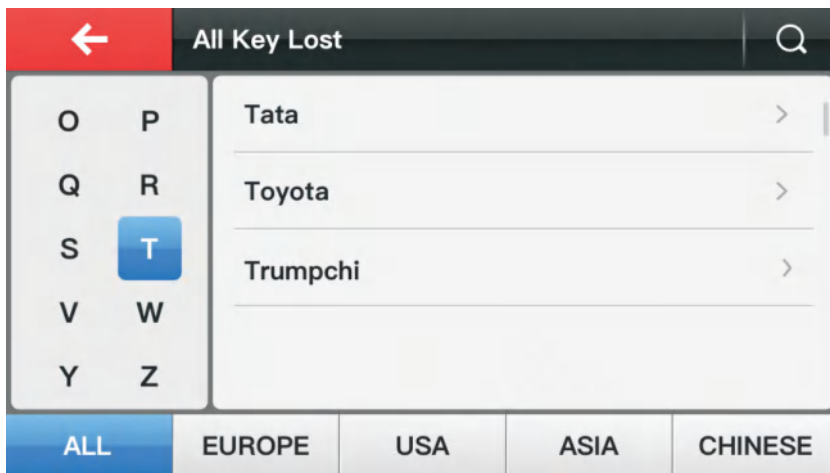 All Key Lost
O P
Q R
S T
V W
Y Z
Tata
Toyota
Trumpchi
ALL EUROPE USA ASIA CHINESE